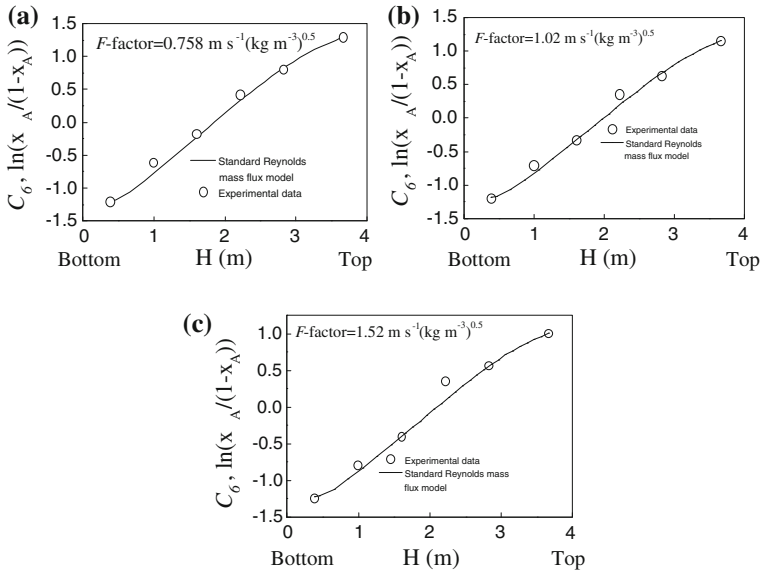 (a)
F-factor=0.758 m s⁻¹(kg m⁻³)⁰·⁵
C₆, ln(x_A/(1-x_A))
1.5
1.0
0.5
0.0
-0.5
-1.0
-1.5
Standard Reynolds
mass flux model
Experimental data
0 1 2 3 4
Bottom H (m) Top
(b)
F-factor=1.02 m s⁻¹(kg m⁻³)⁰·⁵
C₆, ln(x_A/(1-x_A))
1.5
1.0
0.5
0.0
-0.5
-1.0
-1.5
Experimental data
Standard Reynolds
mass flux model
0 1 2 3 4
Bottom H (m) Top
(c)
F-factor=1.52 m s⁻¹(kg m⁻³)⁰·⁵
C₆, ln(x_A/(1-x_A))
1.0
0.5
0.0
-0.5
-1.0
-1.5
Experimental data
Standard Reynolds mass
flux model
0 1 2 3 4
Bottom H (m) Top